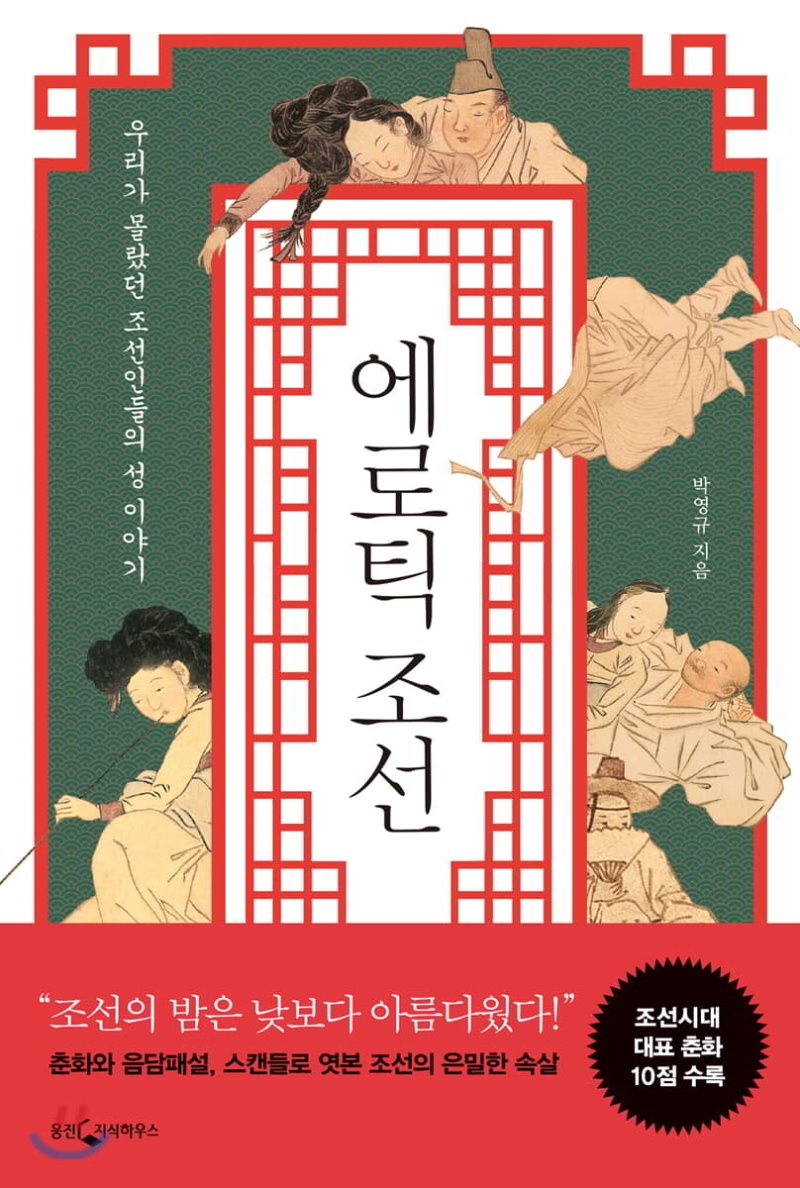 우리가 몰랐던 조선인들의 성 이야기
에로틱 조선
박영규 지음
“조선의 밤은 낮보다 아름다웠다!”
춘화와 음담패설, 스캔들로 엿본 조선의 은밀한 속살
조선시대
대표 춘화
10점 수록
웅진 지식하우스